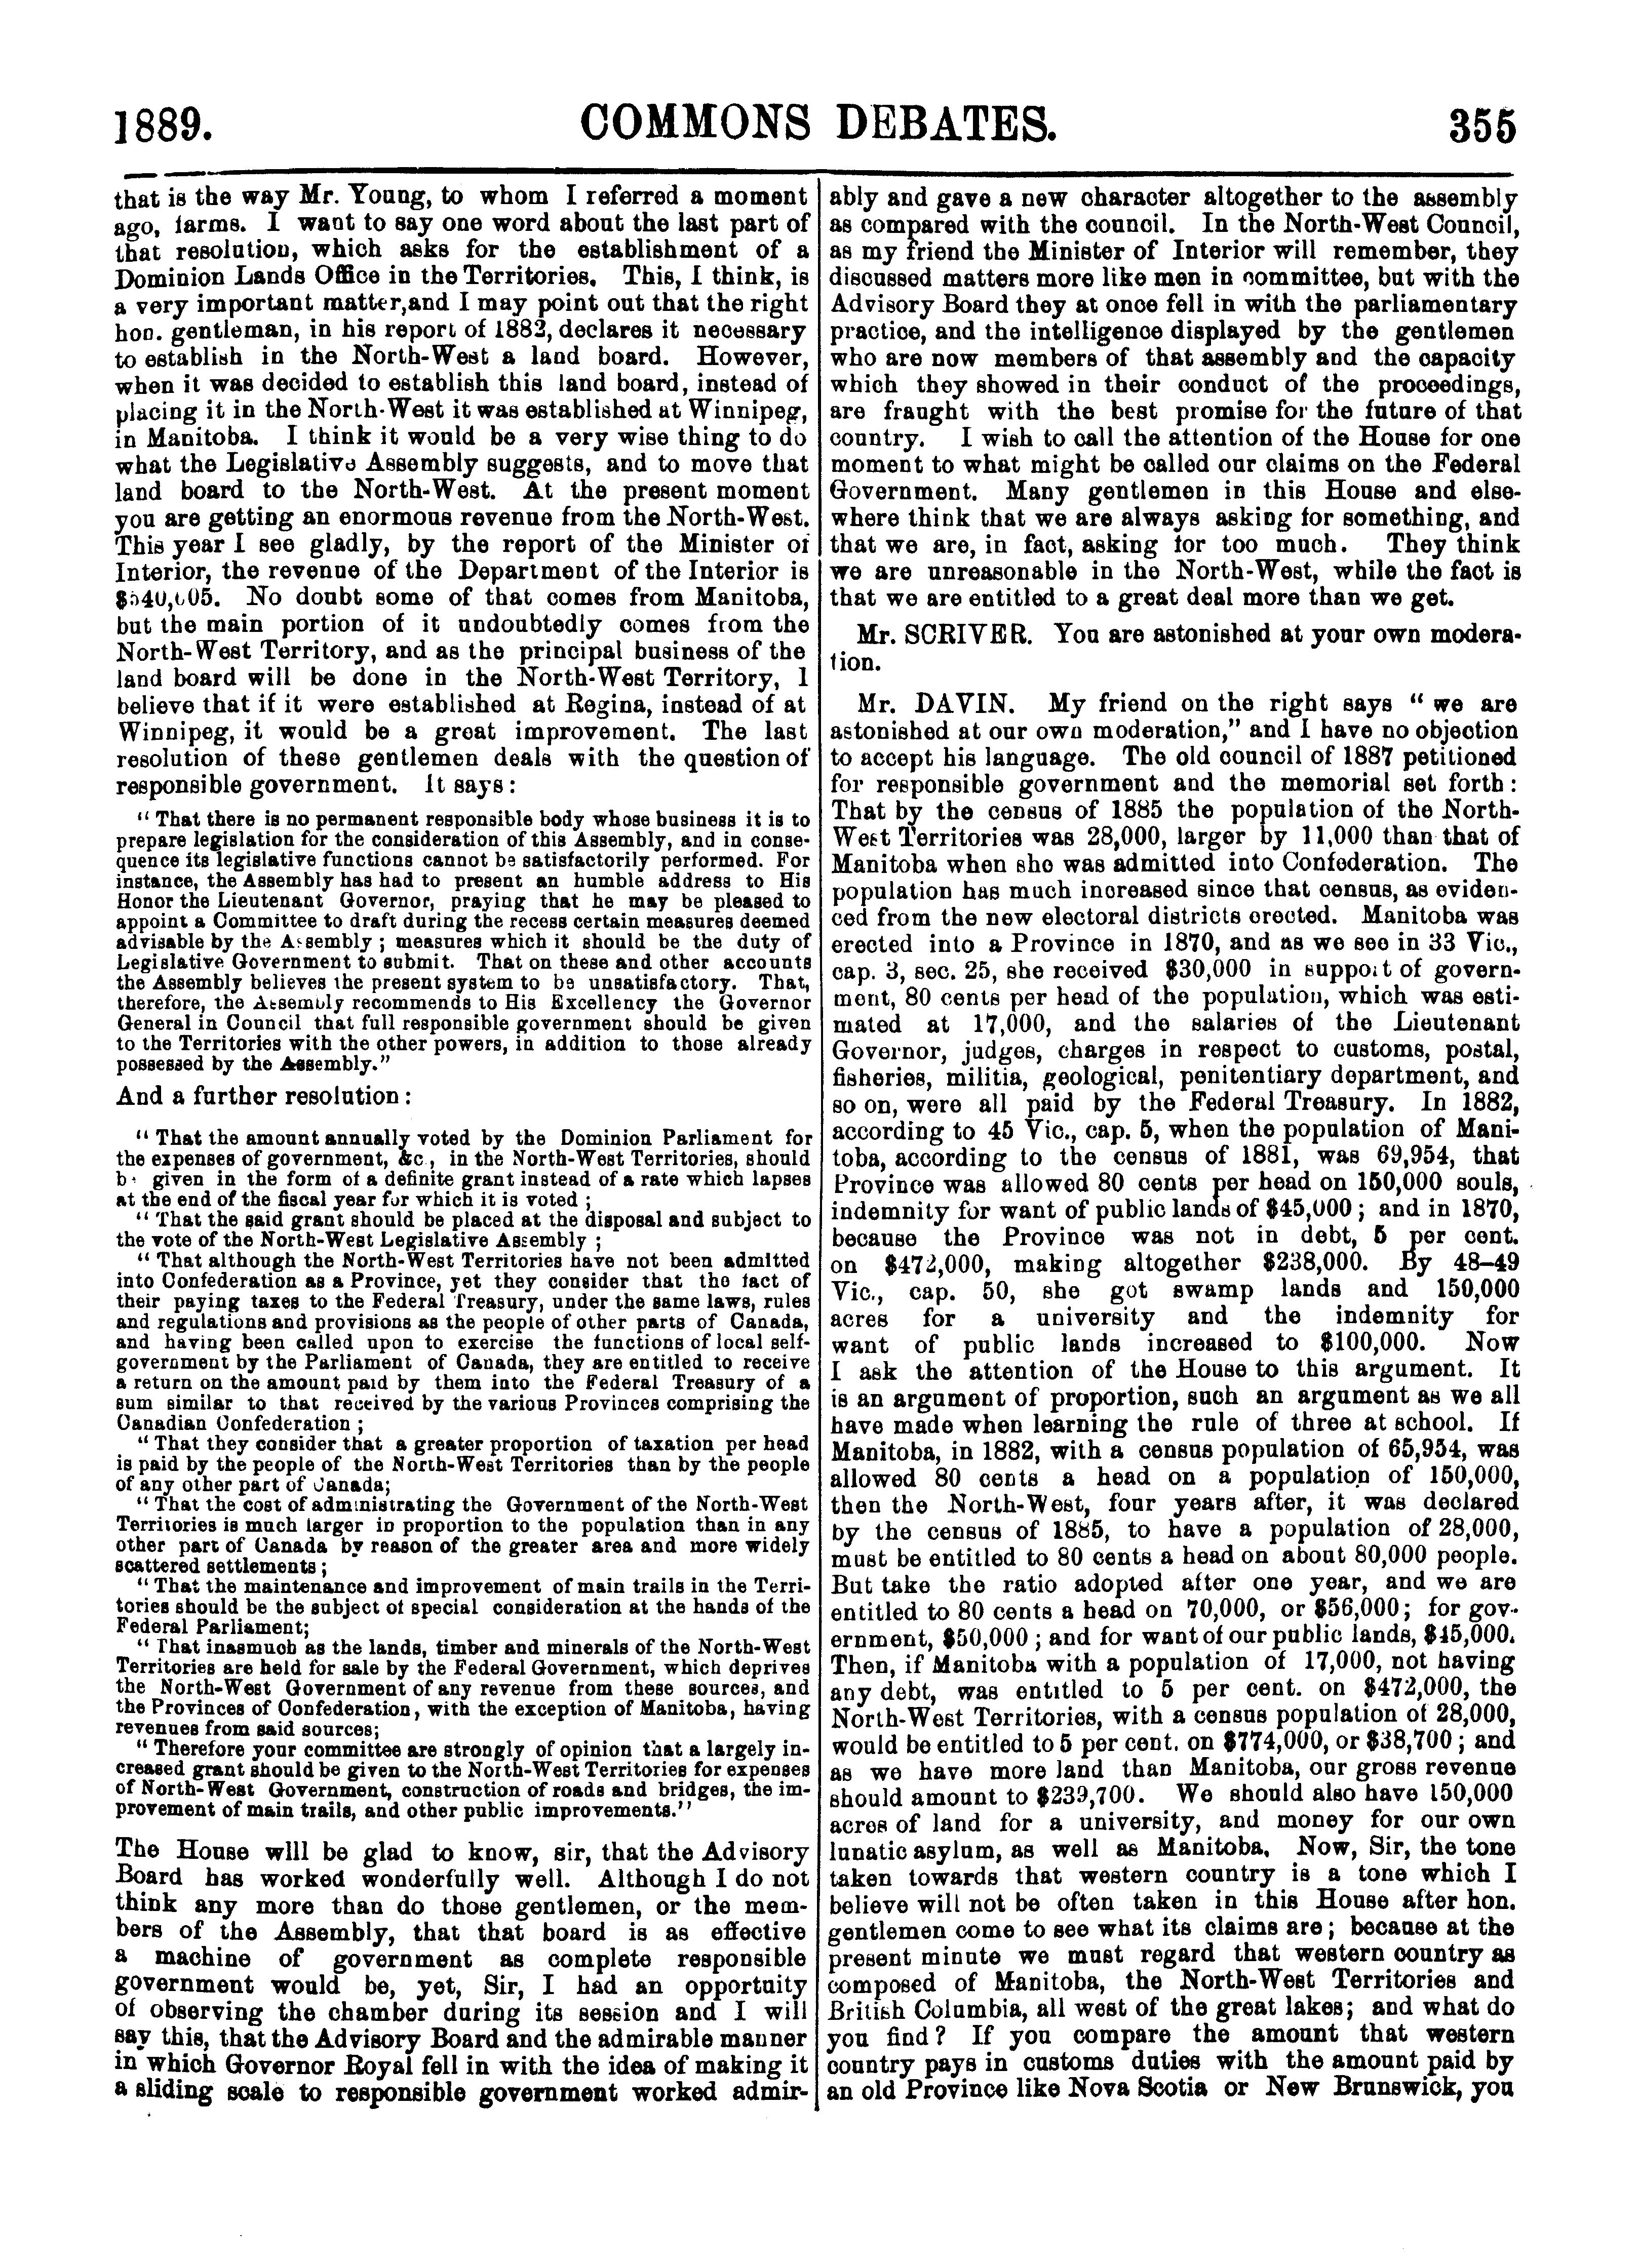 1889. COMMONS DEBATES. 355
that is the way Mr. Young, to whom I referred a moment
ago, farms. I want to say one word about the last part of
that resolution, which asks for the establishment of a
Dominion Lands Office in the Territories. This, I think, is
a very important matter, and I may point out that the right
hon. gentleman, in his report of 1882, declares it necessary
to establish in the North-West a land board. However,
when it was decided to establish this land board, instead of
placing it in the North-West it was established at Winnipeg,
in Manitoba. I think it would be a very wise thing to do
what the Legislative Assembly suggests, and to move that
land board to the North-West. At the present moment
you are getting an enormous revenue from the North-West.
This year I see gladly, by the report of the Minister of
Interior, the revenue of the Department of the Interior is
No doubt some of that comes from Manitoba,
but the main portion of it undoubtedly comes from the
North-West Territory, and as the principal business of the
land board will be done in the North-West Territory, I
believe that if it were established at Regina, instead of at
Winnipeg, it would be a great improvement. The last
resolution of these gentlemen deals with the question of
responsible government. It says:
"That there is no permanent responsible body whose business it is to
prepare legislation for the consideration of this Assembly, and in conse-
quence its legislative functions cannot be satisfactorily performed. For
instance, the Assembly has had to present an humble address to His
Honor the Lieutenant Governor, praying that he may be pleased to
appoint a Committee to draft during the recess certain measures deemed
advisable by the Assembly; measures which it should be the duty of
Legislative Government to submit. That on these and other accounts
the Assembly believes the present system to be unsatisfactory. That,
therefore, the Assembly recommends to His Excellency the Governor
General in Council that full responsible government should be given
to the Territories with the other powers, in addition to those already
possessed by the Assembly."
And a further resolution:
"That the amount annually voted by the Dominion Parliament for
the expenses of government, &c, in the North-West Territories, should
be given in the form of a definite grant instead of a rate which lapses
at the end of the fiscal year for which it is voted;
"That the said grant should be placed at the disposal and subject to
the vote of the North-West Legislative Assembly;
"That although the North-West Territories have not been admitted
into Confederation as a Province, yet they consider that the fact of
their paying taxes to the Federal Treasury, under the same laws, rules
and regulations and provisions as the people of other parts of Canada,
and having been called upon to exercise the functions of local self-
government by the Parliament of Canada, they are entitled to receive
a return on the amount paid by them into the Federal Treasury of a
sum similar to that received by the various Provinces comprising the
Canadian Confederation;
"That they consider that a greater proportion of taxation per head
is paid by the people of the North-West Territories than by the people
of any other part of Canada;
"That the cost of administrating the Government of the North-West
Territories is much larger in proportion to the population than in any
other part of Canada by reason of the greater area and more widely
scattered settlements;
"That the maintenance and improvement of main trails in the Terri-
tories should be the subject of special consideration at the hands of the
Federal Parliament;
"That inasmuch as the lands, timber and minerals of the North-West
Territories are held for sale by the Federal Government, which deprives
the North-West Government of any revenue from these sources, and
the Provinces of Confederation, with the exception of Manitoba, having
revenues from said sources;
"Therefore your committee are strongly of opinion that a largely in-
creased grant should be given to the North-West Territories for expenses
of North-West Government, construction of roads and bridges, the im-
provement of main trails, and other public improvements."
The House will be glad to know, sir, that the Advisory
Board has worked wonderfully well. Although I do not
think any more than do those gentlemen, or the mem-
bers of the Assembly, that that board is as effective
a machine of government as complete responsible
government would be, yet, Sir, I had an opportuity
of observing the chamber during its session and I will
say this, that the Advisory Board and the admirable manner
in which Governor Royal fell in with the idea of making it
a sliding scale to responsible government worked admir-
ably and gave a new character altogether to the assembly
as compared with the council. In the North-West Council,
as my friend the Minister of Interior will remember, they
discussed matters more like men in committee, but with the
Advisory Board they at once fell in with the parliamentary
practice, and the intelligence displayed by the gentlemen
who are now members of that assembly and the capacity
which they showed in their conduct of the proceedings,
are fraught with the best promise for the future of that
country. I wish to call the attention of the House for one
moment to what might be called our claims on the Federal
Government. Many gentlemen in this House and else-
where think that we are always asking for something, and
that we are, in fact, asking for too much. They think
we are unreasonable in the North-West, while the fact is
that we are entitled to a great deal more than we get.
Mr. SCRIVER. You are astonished at your own modera-
tion.
Mr. DAVIN. My friend on the right says "we are
astonished at our own moderation," and I have no objection
to accept his language. The old council of 1887 petitioned
for responsible government and the memorial set forth:
That by the census of 1885 the population of the North-
West Territories was 28,000, larger by 11,000 than that of
Manitoba when she was admitted into Confederation. The
population has much increased since that census, as eviden-
ced from the new electoral districts erected. Manitoba was
erected into a Province in 1870, and as we see in 33 Vic.,
cap. 3, sec. 25, she received $30,000 in support of govern-
ment, 80 cents per head of the population, which was esti-
mated at 17,000, and the salaries of the Lieutenant
Governor, judges, charges in respect to customs, postal,
fisheries, militia, geological, penitentiary department, and
so on, were all paid by the Federal Treasury. In 1882,
according to 45 Vic., cap. 5, when the population of Mani-
toba, according to the census of 1881, was 69,954, that
Province was allowed 80 cents per head on 150,000 souls,
indemnity for want of public lands of $45,000; and in 1870,
because the Province was not in debt, 5 per cent.
on $472,000, making altogether $238,000. By 48-49
Vic., cap. 50, she got swamp lands and 150,000
acres for a university and the indemnity for
want of public lands increased to $100,000. Now
I ask the attention of the House to this argument. It
is an argument of proportion, such an argument as we all
have made when learning the rule of three at school. If
Manitoba, in 1882, with a census population of 65,954, was
allowed 80 cents a head on a population of 150,000,
then the North-West, four years after, it was declared
by the census of 1885, to have a population of 28,000,
must be entitled to 80 cents a head on about 80,000 people.
But take the ratio adopted after one year, and we are
entitled to 80 cents a head on 70,000, or $56,000; for gov-
ernment, $50,000; and for want of our public lands, $45,000.
Then, if Manitoba with a population of 17,000, not having
any debt, was entitled to 5 per cent. on $472,000, the
North-West Territories, with a census population of 28,000,
would be entitled to 5 per cent. on $774,000, or $38,700; and
as we have more land than Manitoba, our gross revenue
should amount to $239,700. We should also have 150,000
acres of land for a university, and money for our own
lunatic asylum, as well as Manitoba. Now, Sir, the tone
taken towards that western country is a tone which I
believe will not be often taken in this House after hon.
gentlemen come to see what its claims are; because at the
present minute we must regard that western country as
composed of Manitoba, the North-West Territories and
British Columbia, all west of the great lakes; and what do
you find? If you compare the amount that western
country pays in customs duties with the amount paid by
an old Province like Nova Scotia or New Brunswick, you